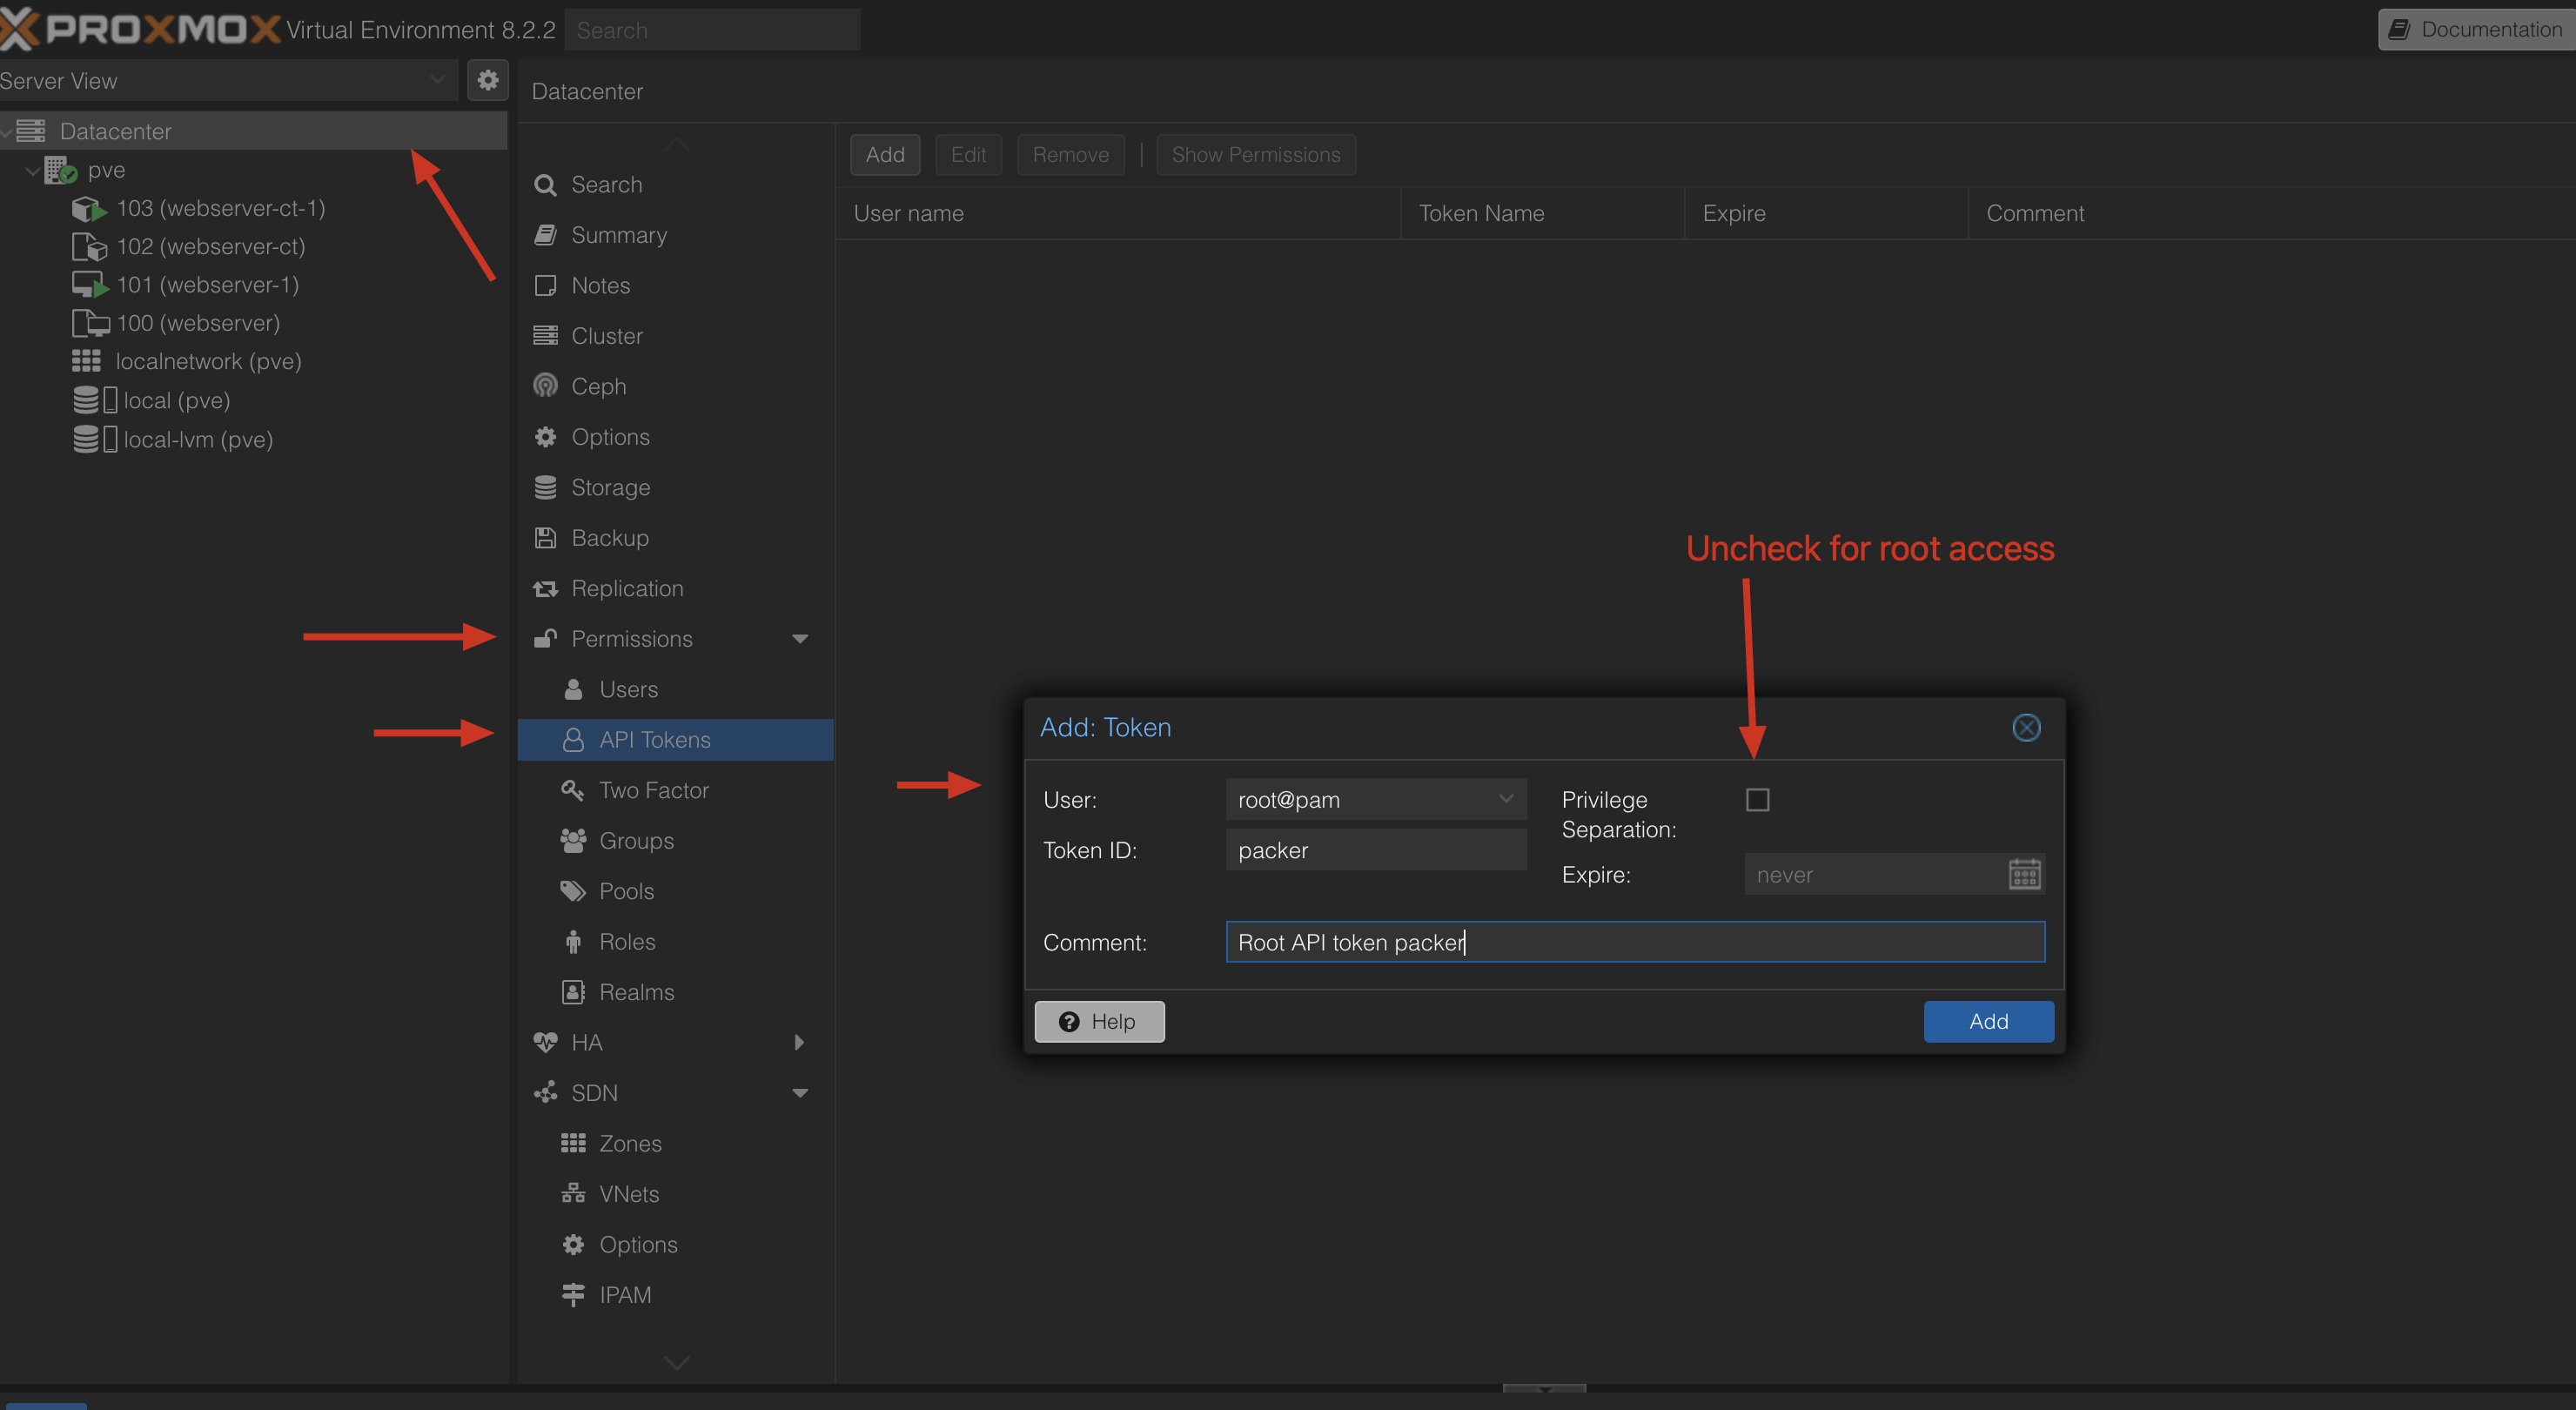 PROXMOX Virtual Environment 8.2.2
Search
Documentation
Server View
Datacenter
pve
103 (webserver-ct-1)
102 (webserver-ct)
101 (webserver-1)
100 (webserver)
localnetwork (pve)
local (pve)
local-lvm (pve)
Datacenter
Search
Summary
Notes
Cluster
Ceph
Options
Storage
Backup
Replication
Permissions
Users
API Tokens
Two Factor
Groups
Pools
Roles
Realms
HA
SDN
Zones
VNets
Options
IPAM
Add Edit Remove Show Permissions
User name Token Name Expire Comment
Uncheck for root access
Add: Token
User: root@pam
Token ID: packer
Privilege
Separation:
Expire: never
Comment: Root API token packer
Help
Add